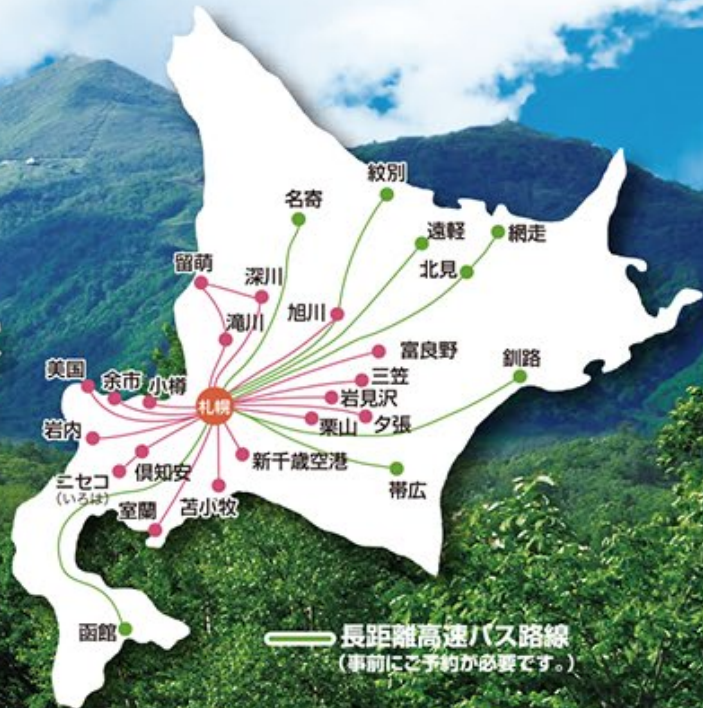 紋別
名寄
遠軽
網走
北見
留萌
深川
旭川
滝川
富良野
釧路
美国
余市
小樽
三笠
岩見沢
札幌
栗山
夕張
岩内
倶知安
新千歳空港
ニセコ
(いろは)
帯広
室蘭
苫小牧
函館
長距離高速バス路線
(事前にご予約が必要です。)